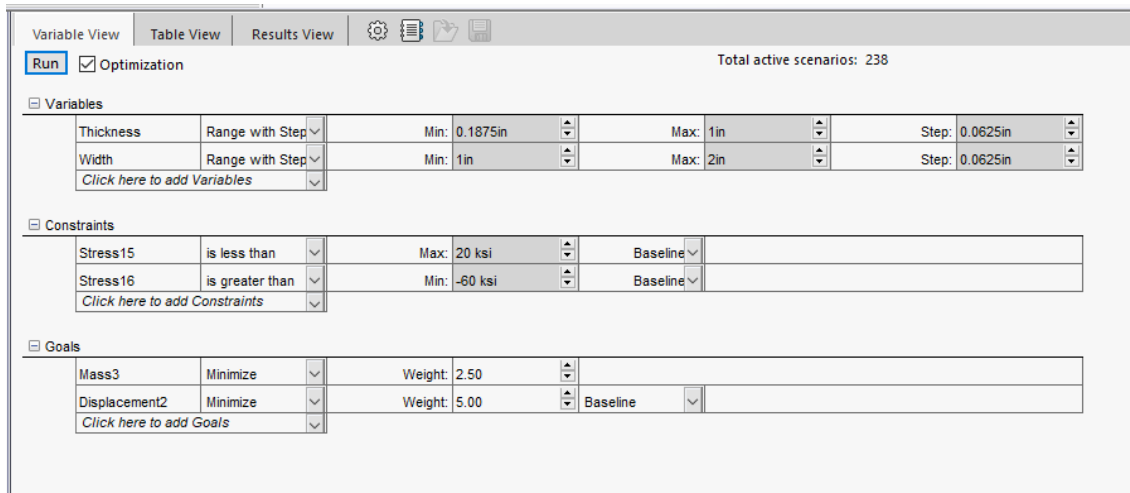 Variable View Table View Results View
Run Optimization Total active scenarios: 238
Variables
Thickness Range with Step Min: 0.1875in Max: 1in Step: 0.0625in
Width Range with Step Min: 1in Max: 2in Step: 0.0625in
Click here to add Variables
Constraints
Stress15 is less than Max: 20 ksi Baseline
Stress16 is greater than Min: -60 ksi Baseline
Click here to add Constraints
Goals
Mass3 Minimize Weight: 2.50
Displacement2 Minimize Weight: 5.00 Baseline
Click here to add Goals